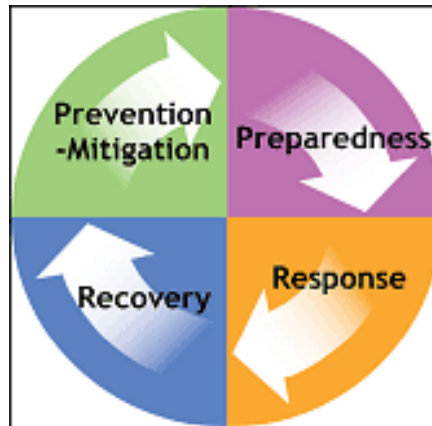 Prevention
-Mitigation
Preparedness
Response
Recovery